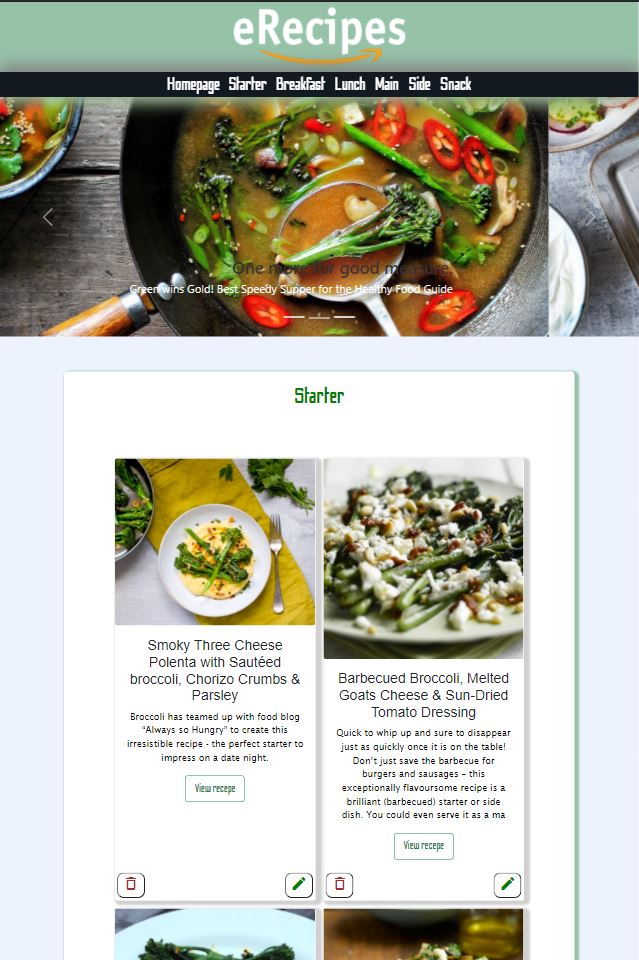 eRecipes
Homepage Starter Breakfast Lunch Main Side Snack
One more for good measure.
Green wins Gold! Best Speedy Supper for the Healthy Food Guide
Starter
Smoky Three Cheese
Polenta with Sautéed
broccoli, Chorizo Crumbs &
Parsley
Broccoli has teamed up with food blog
“Always so Hungry” to create this
irresistible recipe - the perfect starter to
impress on a date night.
View recepe
Barbecued Broccoli, Melted
Goats Cheese & Sun-Dried
Tomato Dressing
Quick to whip up and sure to disappear
just as quickly once it is on the table!
Don’t just save the barbecue for
burgers and sausages – this
exceptionally flavoursome recipe is a
brilliant (barbecued) starter or side
dish. You could even serve it as a ma
View recepe